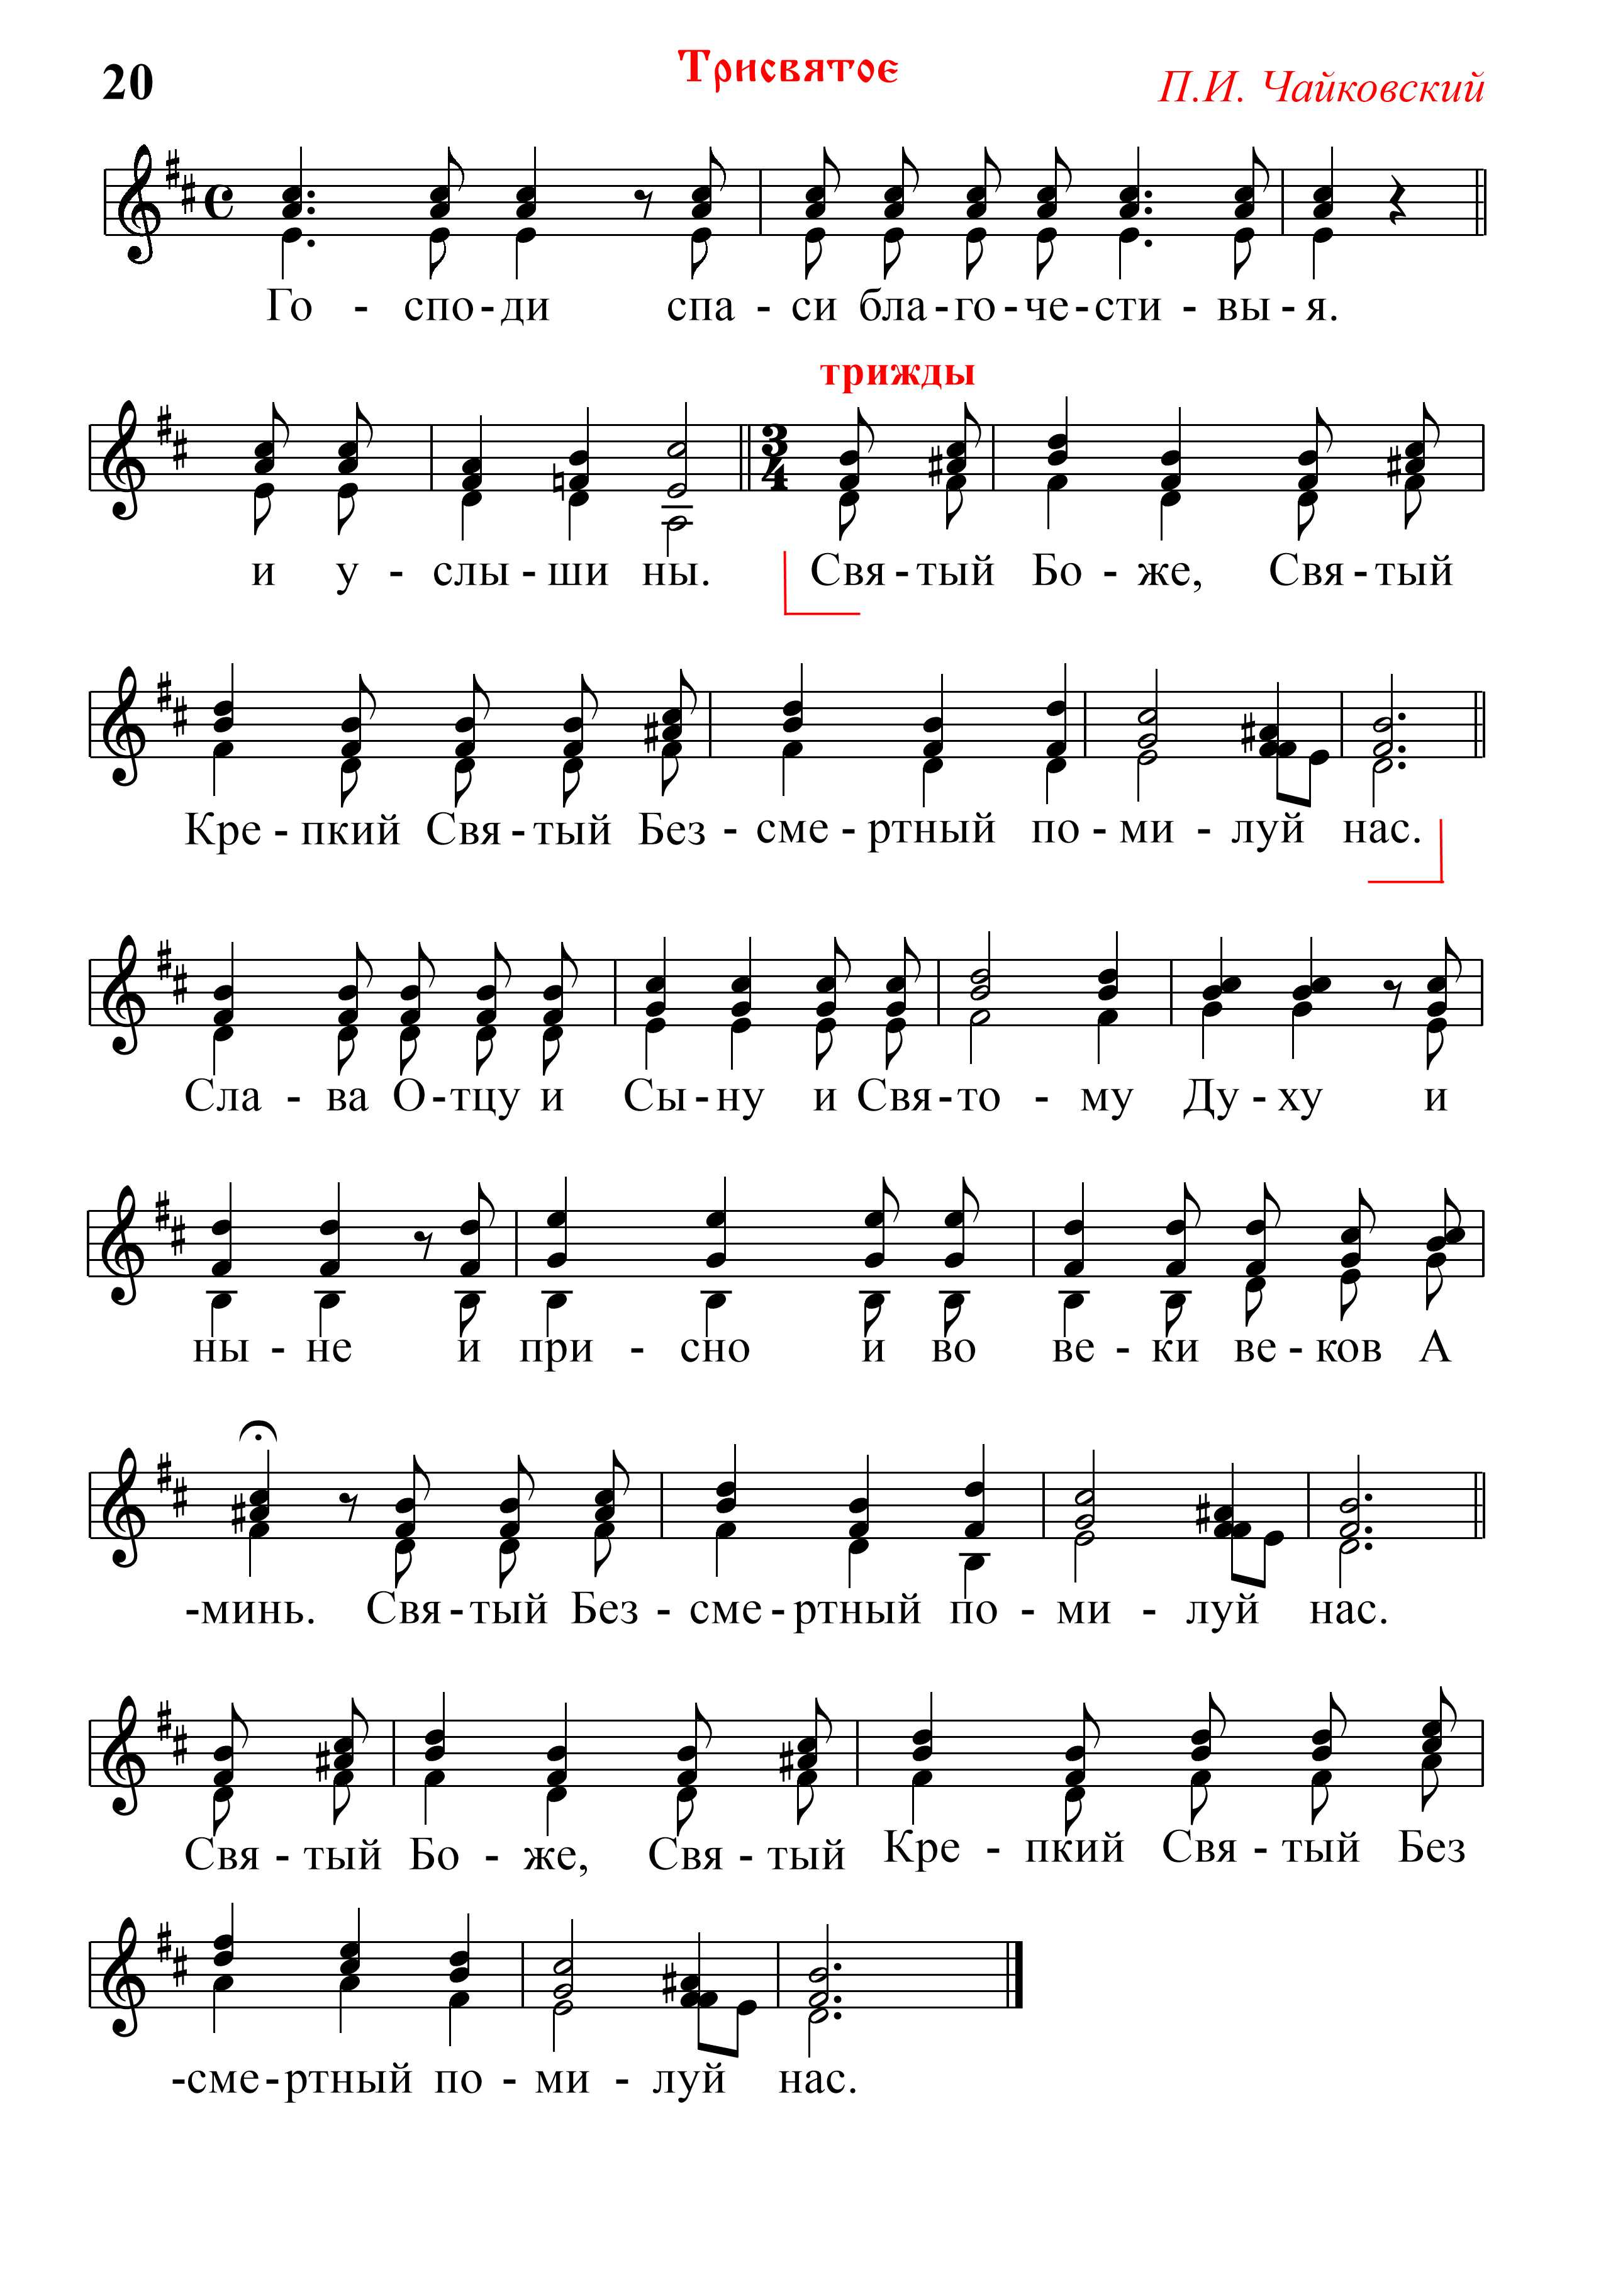 20
Трисвятое
П.И. Чайковский
Го - спо-ди спа - си бла-го-че-сти - вы - я.
трижды
и у - слы - ши ны. Свя-тый Бо - же, Свя-тый
Кре - пкий Свя-тый Без - сме - ртный по - ми - луй нас.
Сла - ва О-тцу и Сы-ну и Свя-то - му Ду-ху и
ны - не и при - сно и во ве - ки ве-ков А
-минь. Свя-тый Без - сме-ртный по - ми - луй нас.
Свя - тый Бо - же, Свя - тый Кре - пкий Свя - тый Без
-сме-ртный по - ми - луй нас.